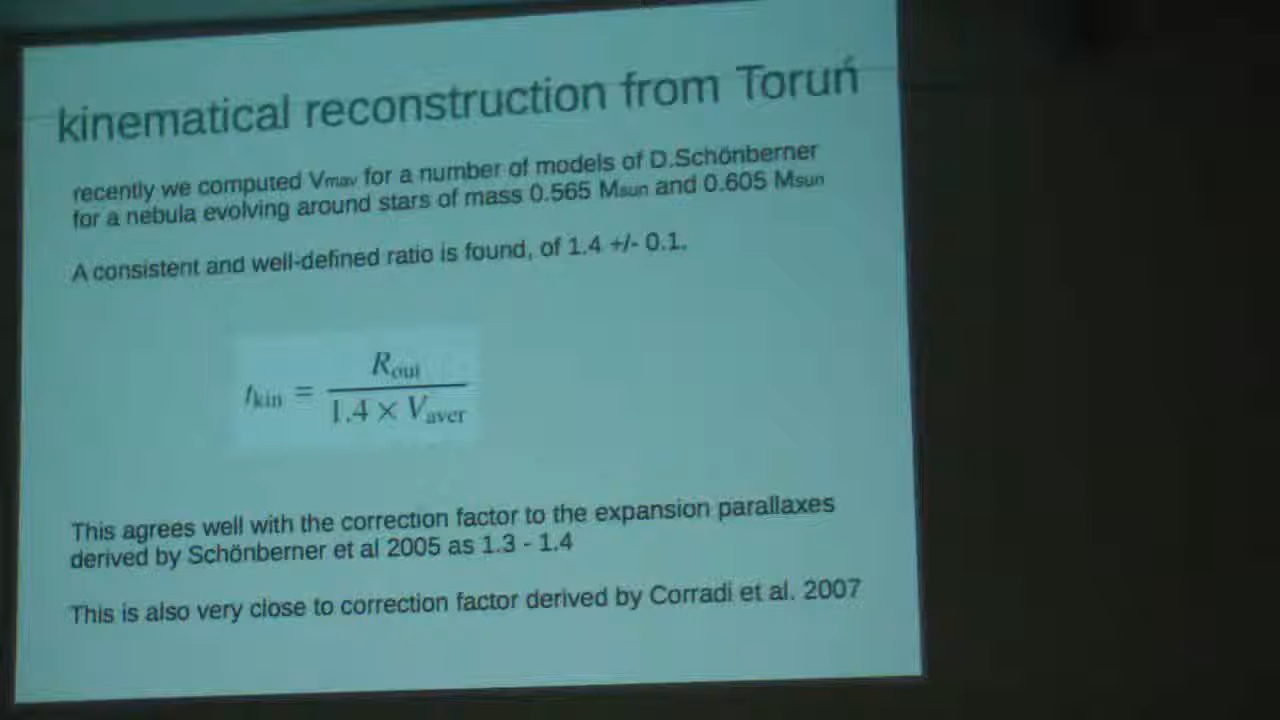 kinematical reconstruction from Toruń
recently we computed Vmav for a number of models of D.Schönberner
for a nebula evolving around stars of mass 0.565 Msun and 0.605 Msun
A consistent and well-defined ratio is found, of 1.4 +/- 0.1.
t_kin = R_out / (1.4 × V_aver)
This agrees well with the correction factor to the expansion parallaxes
derived by Schönberner et al 2005 as 1.3 - 1.4
This is also very close to correction factor derived by Corradi et al. 2007